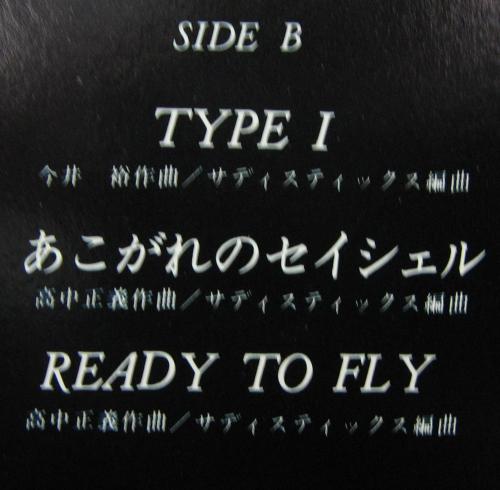 SIDE B
TYPE I
今井 裕作曲／サディスティックス編曲
あこがれのセイシェル
高中正義作曲／サディスティックス編曲
READY TO FLY
高中正義作曲／サディスティックス編曲